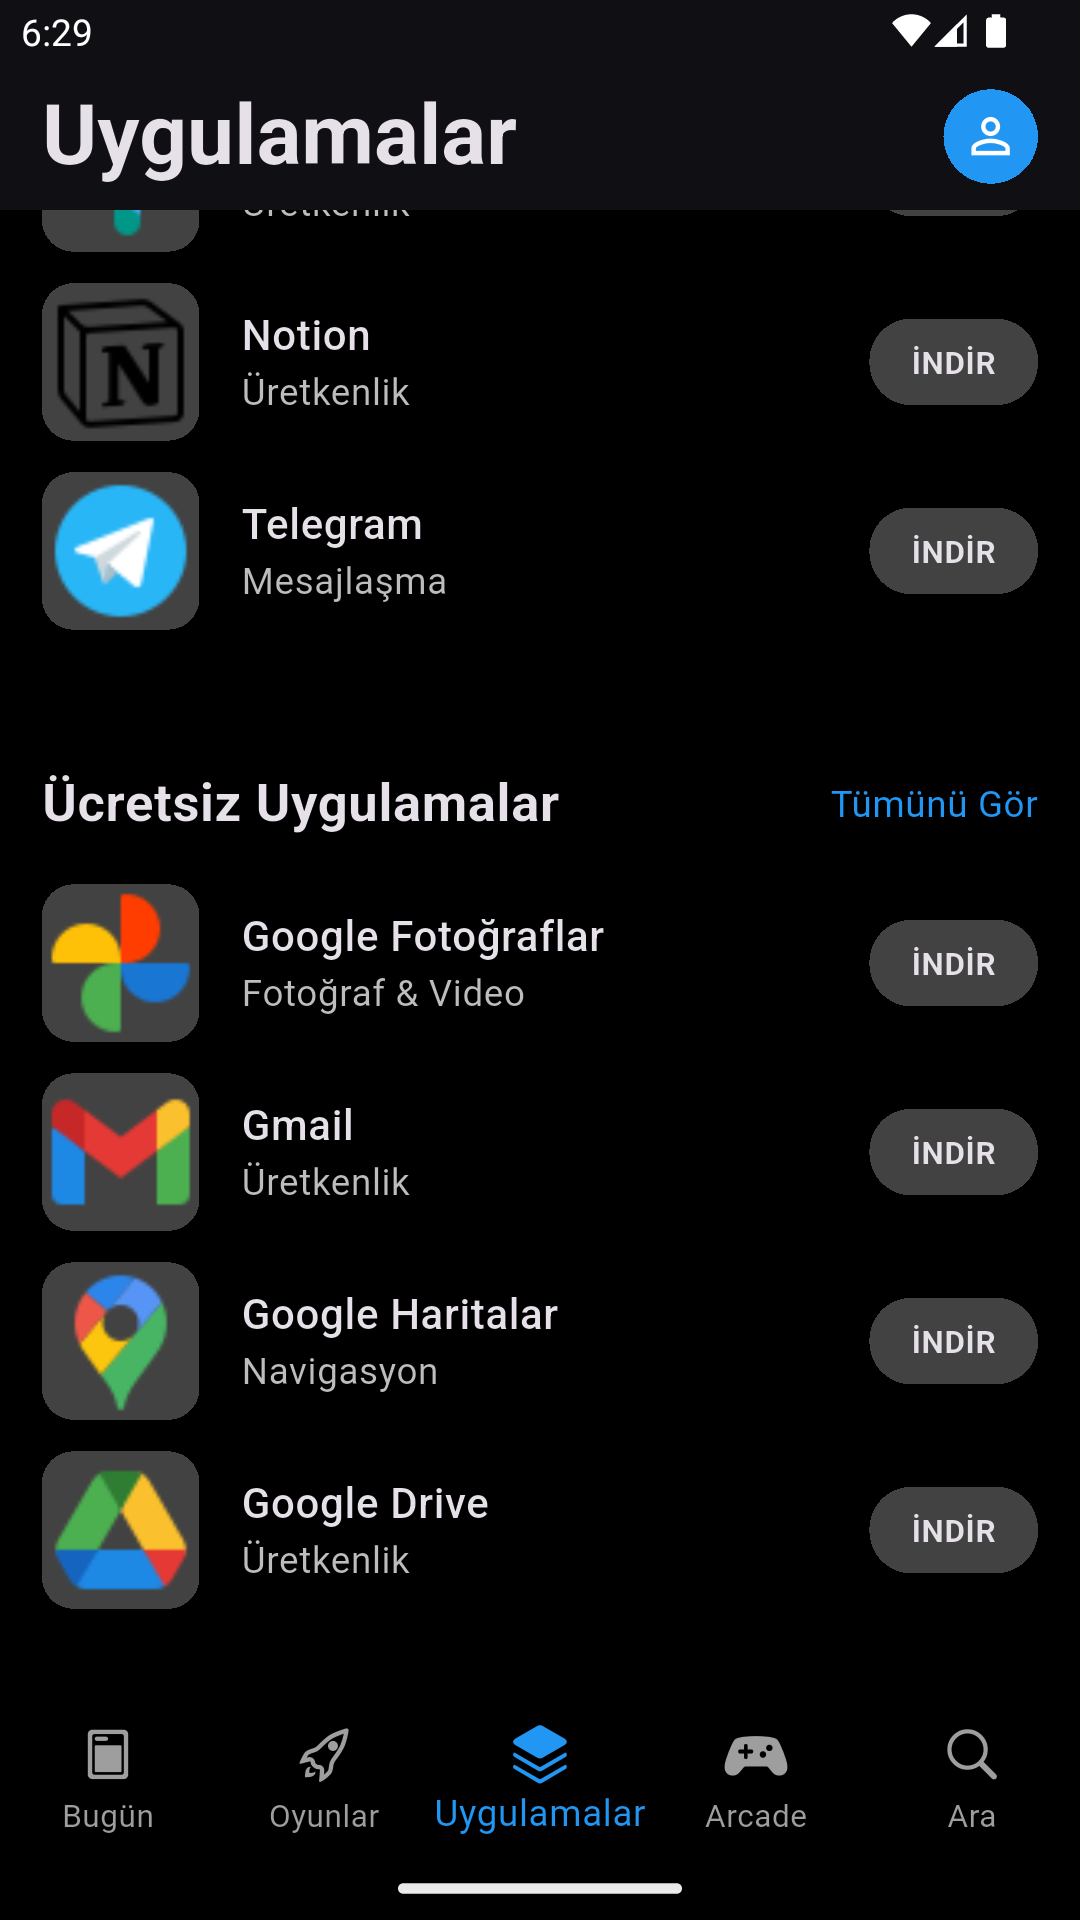 6:29
Uygulamalar
Üretkenlik
N
Notion
Üretkenlik
İNDİR
Telegram
Mesajlaşma
İNDİR
Ücretsiz Uygulamalar
Tümünü Gör
Google Fotoğraflar
Fotoğraf & Video
İNDİR
Gmail
Üretkenlik
İNDİR
Google Haritalar
Navigasyon
İNDİR
Google Drive
Üretkenlik
İNDİR
Bugün
Oyunlar
Uygulamalar
Arcade
Ara